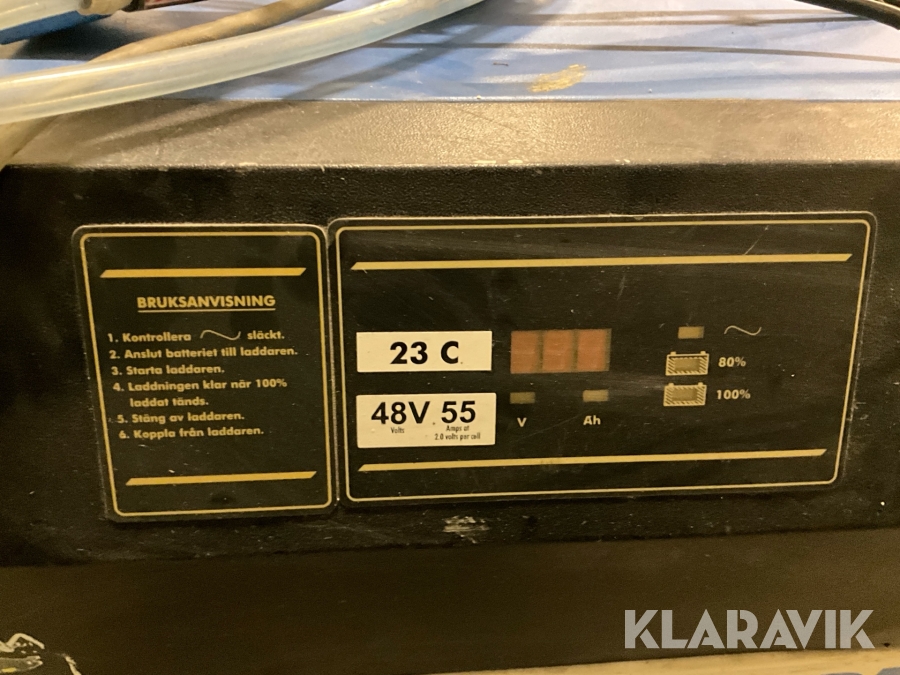 BRUKSANVISNING
1. Kontrollera släckt.
2. Anslut batteriet till laddaren.
3. Starta laddaren.
4. Laddningen klar när 100%
laddat tänds.
5. Stäng av laddaren.
6. Koppla från laddaren.
23 C
48V 55
Volts Amps at
2.0 volts per cell
V Ah
80%
100%
KLARAVIK